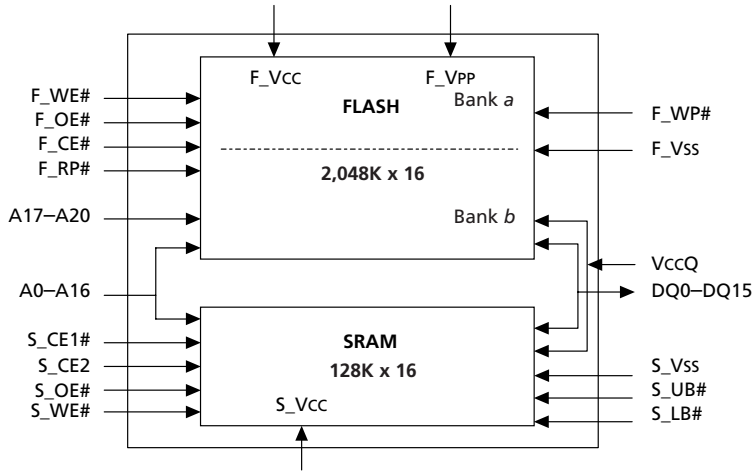 F_VCC
F_VPP
FLASH
Bank a
2,048K x 16
Bank b
F_WE#
F_OE#
F_CE#
F_RP#
A17–A20
A0–A16
S_CE1#
S_CE2
S_OE#
S_WE#
F_WP#
F_VSS
VCCQ
DQ0–DQ15
S_VSS
S_UB#
S_LB#
SRAM
128K x 16
S_VCC